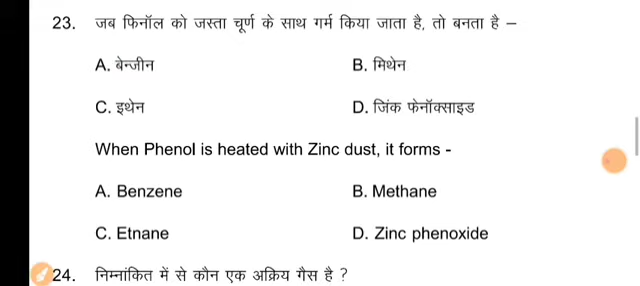 23. जब फिनॉल को जस्ता चूर्ण के साथ गर्म किया जाता है, तो बनता है –
A. बेन्जीन B. मिथेन
C. इथेन D. जिंक फेनॉक्साइड
When Phenol is heated with Zinc dust, it forms -
A. Benzene B. Methane
C. Etnane D. Zinc phenoxide
24. निम्नांकित में से कौन एक अक्रिय गैस है ?